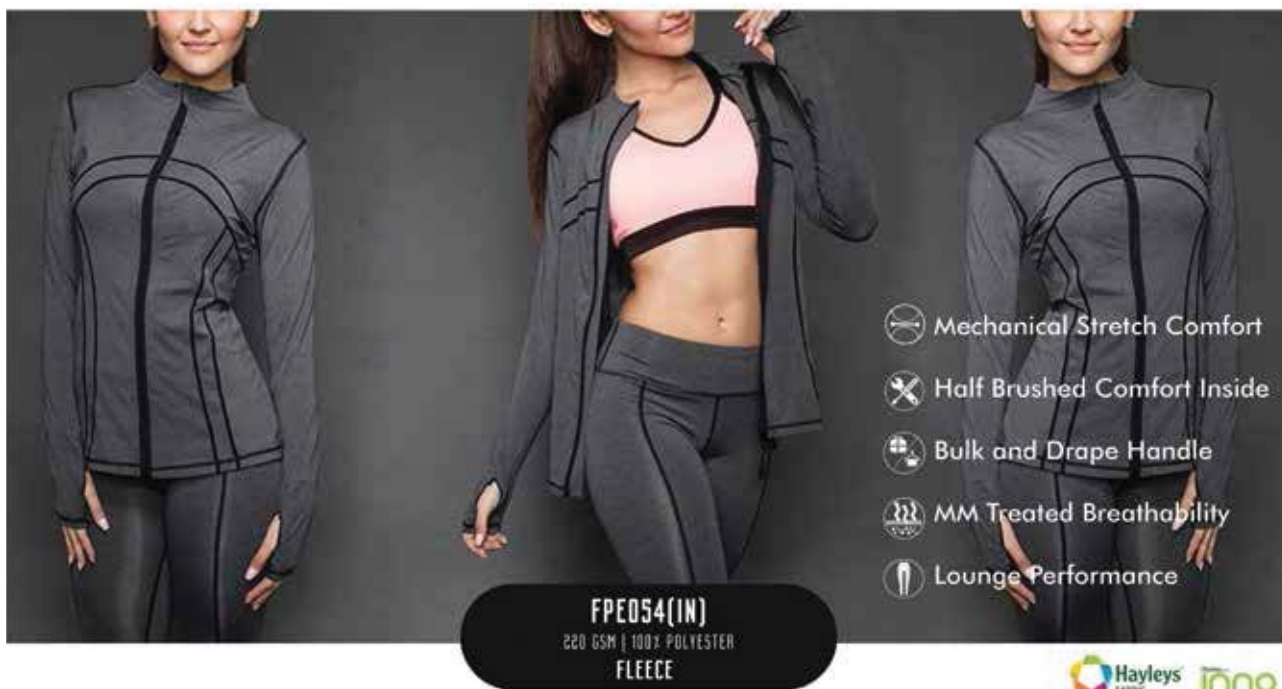 Mechanical Stretch Comfort
Half Brushed Comfort Inside
Bulk and Drape Handle
MM Treated Breathability
Lounge Performance
FPE054(IN)
220 GSM | 100% POLYESTER
FLEECE
Hayleys